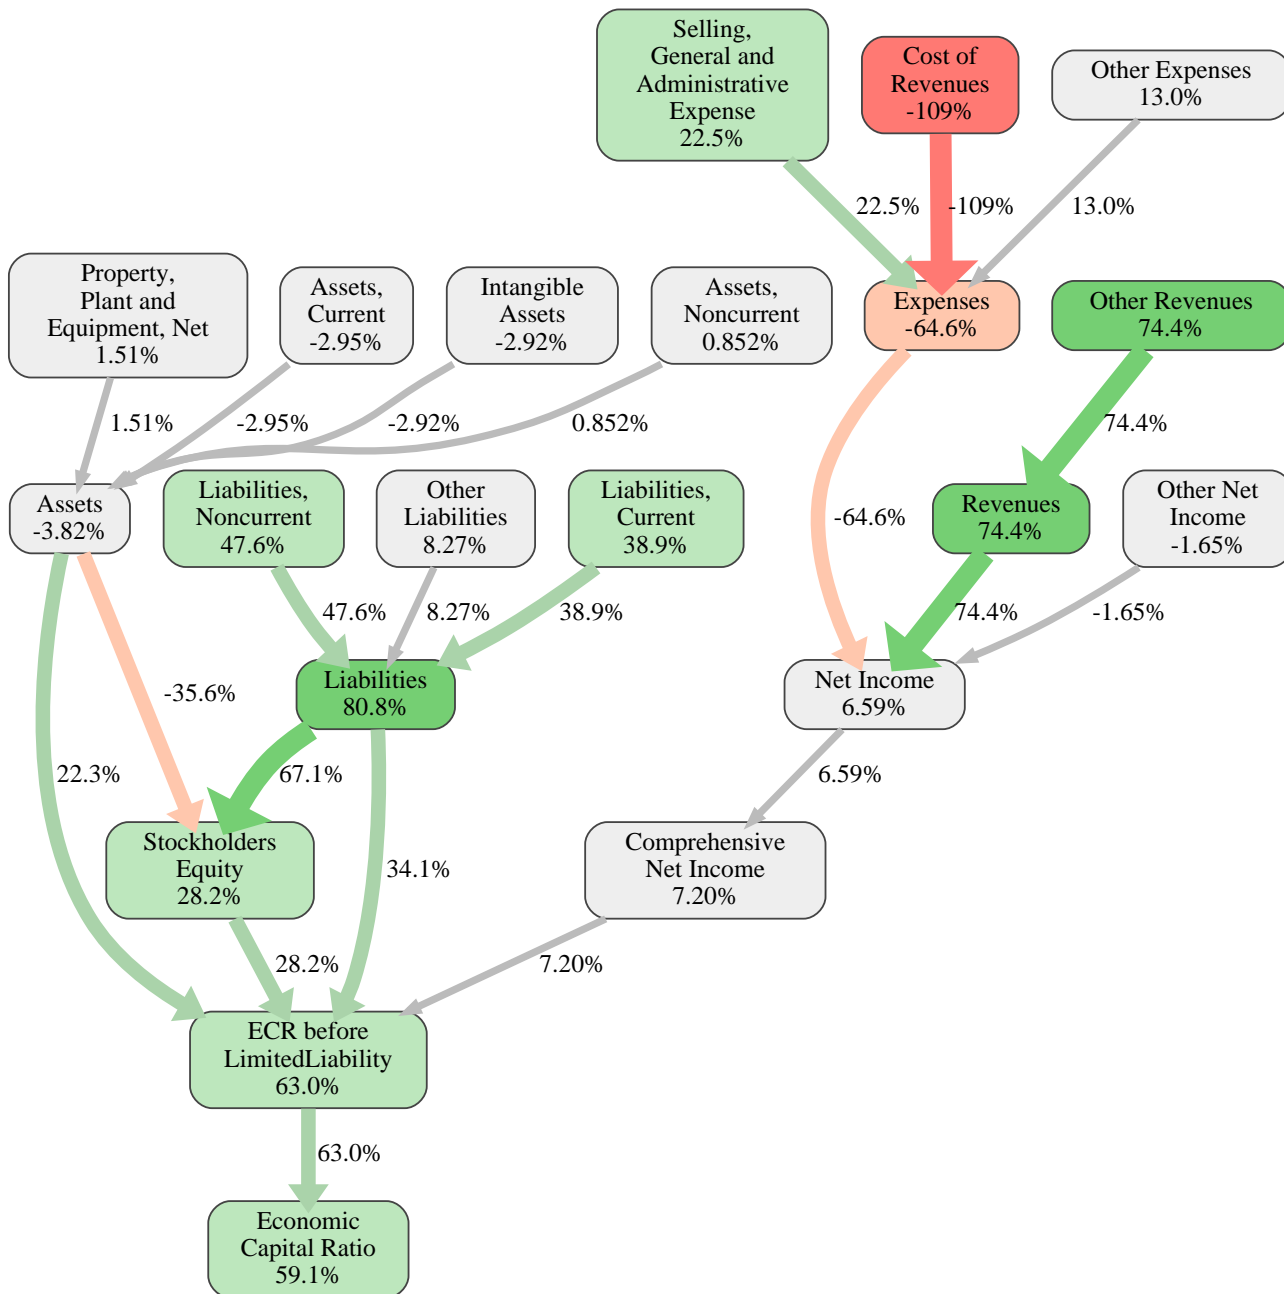 Selling,
General and
Administrative
Expense
22.5%
Cost of
Revenues
-109%
Other Expenses
13.0%
22.5%
-109%
13.0%
Property,
Plant and
Equipment, Net
1.51%
Assets,
Current
-2.95%
Intangible
Assets
-2.92%
Assets,
Noncurrent
0.852%
Expenses
-64.6%
Other Revenues
74.4%
1.51%
-2.95%
-2.92%
0.852%
74.4%
Assets
-3.82%
Liabilities,
Noncurrent
47.6%
Other
Liabilities
8.27%
Liabilities,
Current
38.9%
-64.6%
Revenues
74.4%
Other Net
Income
-1.65%
47.6%
8.27%
38.9%
74.4%
-1.65%
-35.6%
Liabilities
80.8%
Net Income
6.59%
22.3%
67.1%
6.59%
Stockholders
Equity
28.2%
34.1%
Comprehensive
Net Income
7.20%
28.2%
7.20%
ECR before
LimitedLiability
63.0%
63.0%
Economic
Capital Ratio
59.1%